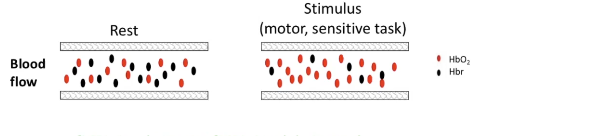 Stimulus
(motor, sensitive task)
Rest
Blood
flow
HbO₂
Hbr